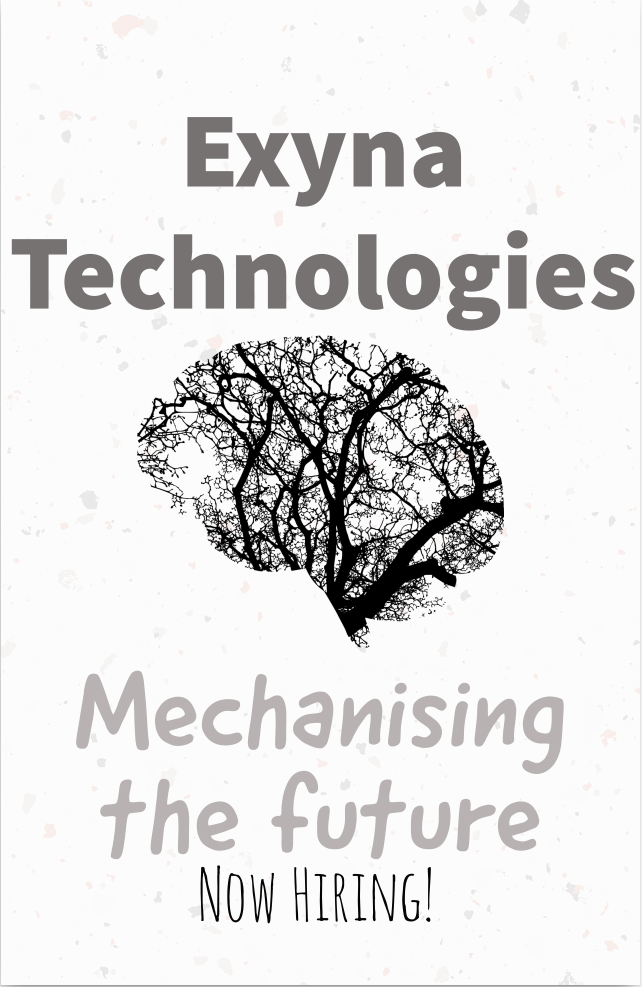 Exyna
Technologies
Mechanising
the future
Now Hiring!